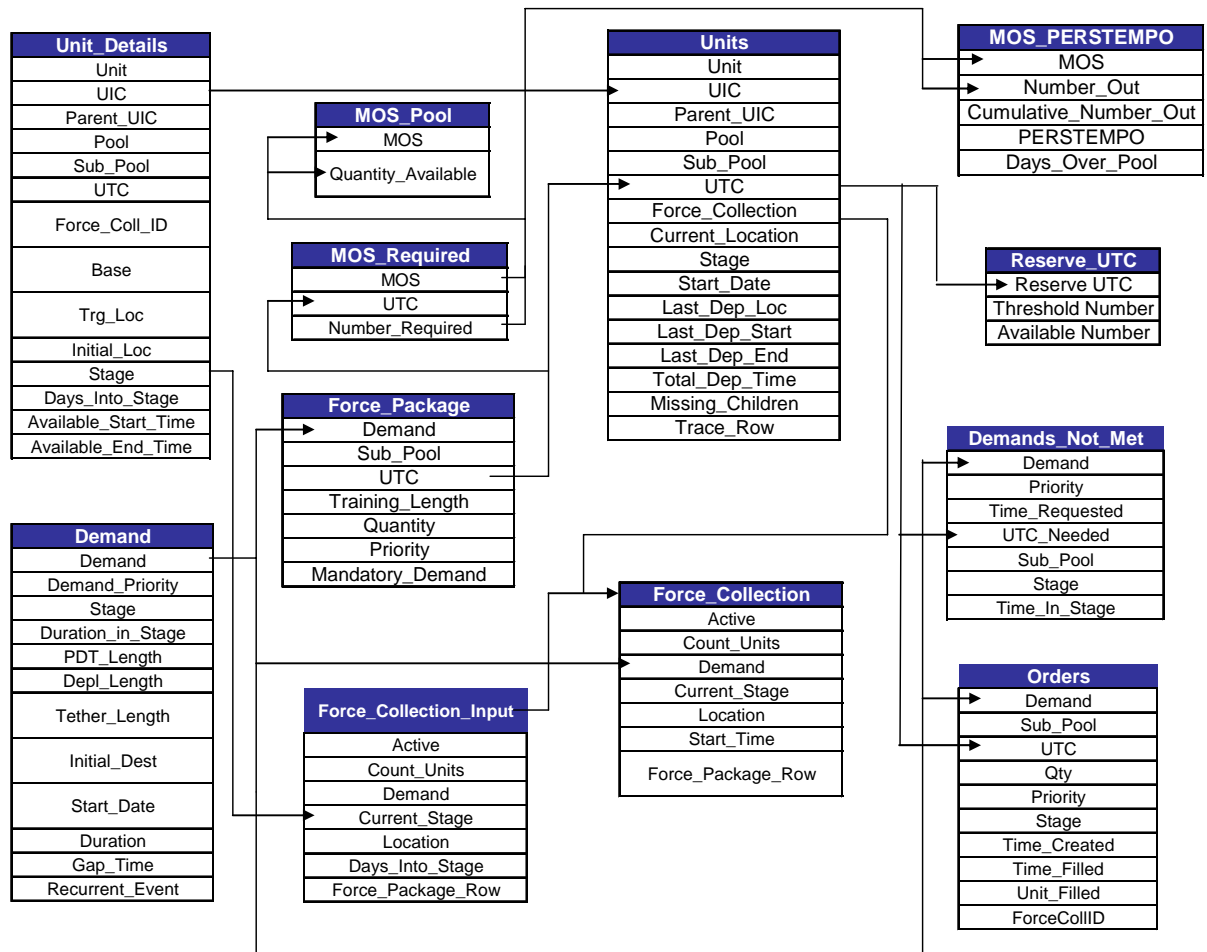 Unit_Details
Unit
UIC
Parent_UIC
Pool
Sub_Pool
UTC
Force_Coll_ID
Base
Trg_Loc
Initial_Loc
Stage
Days_Into_Stage
Available_Start_Time
Available_End_Time
Demand
Demand
Demand_Priority
Stage
Duration_in_Stage
PDT_Length
Depl_Length
Tether_Length
Initial_Dest
Start_Date
Duration
Gap_Time
Recurrent_Event
MOS_Pool
MOS
Quantity_Available
MOS_Required
MOS
UTC
Number_Required
Force_Package
Demand
Sub_Pool
UTC
Training_Length
Quantity
Priority
Mandatory_Demand
Force_Collection_Input
Active
Count_Units
Demand
Current_Stage
Location
Days_Into_Stage
Force_Package_Row
Units
Unit
UIC
Parent_UIC
Pool
Sub_Pool
UTC
Force_Collection
Current_Location
Stage
Start_Date
Last_Dep_Loc
Last_Dep_Start
Last_Dep_End
Total_Dep_Time
Missing_Children
Trace_Row
Force_Collection
Active
Count_Units
Demand
Current_Stage
Location
Start_Time
Force_Package_Row
MOS_PERSTEMPO
MOS
Number_Out
Cumulative_Number_Out
PERSTEMPO
Days_Over_Pool
Reserve_UTC
Reserve UTC
Threshold Number
Available Number
Demands_Not_Met
Demand
Priority
Time_Requested
UTC_Needed
Sub_Pool
Stage
Time_In_Stage
Orders
Demand
Sub_Pool
UTC
Qty
Priority
Stage
Time_Created
Time_Filled
Unit_Filled
ForceCollID